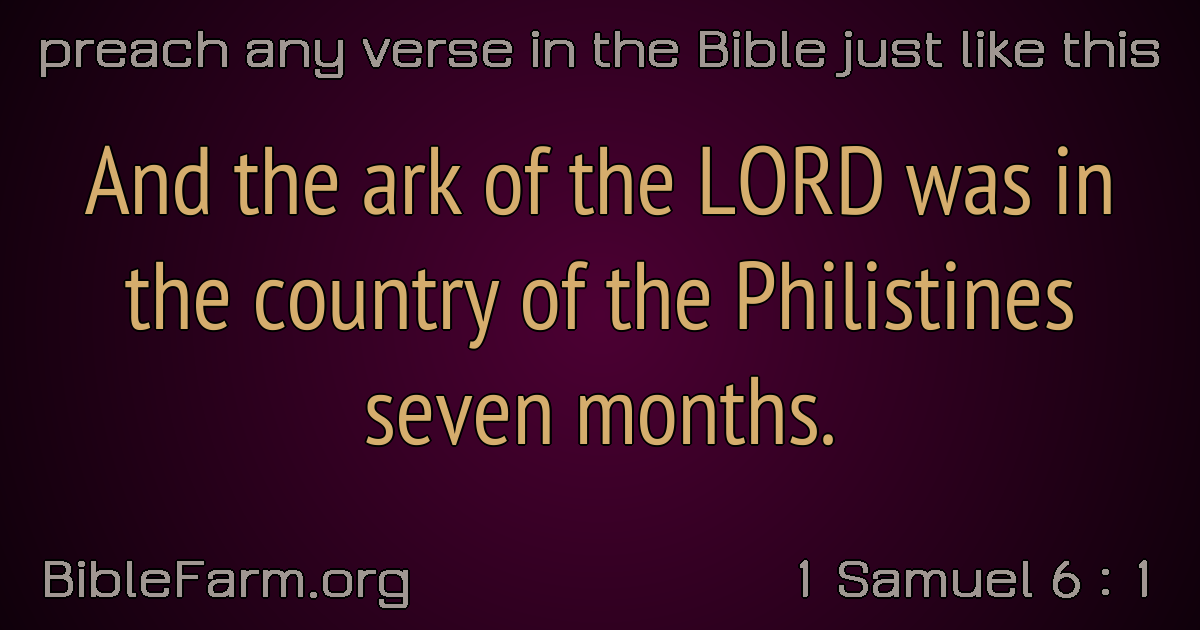 preach any verse in the Bible just like this
And the ark of the LORD was in
the country of the Philistines
seven months.
BibleFarm.org
1 Samuel 6 : 1